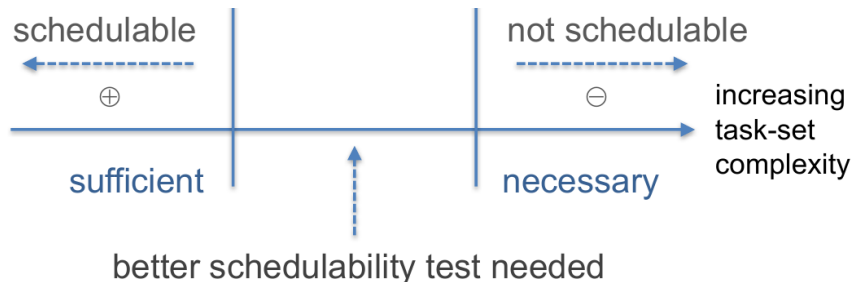 schedulable
not schedulable
⊕
⊖
increasing
task-set
complexity
sufficient
necessary
better schedulability test needed